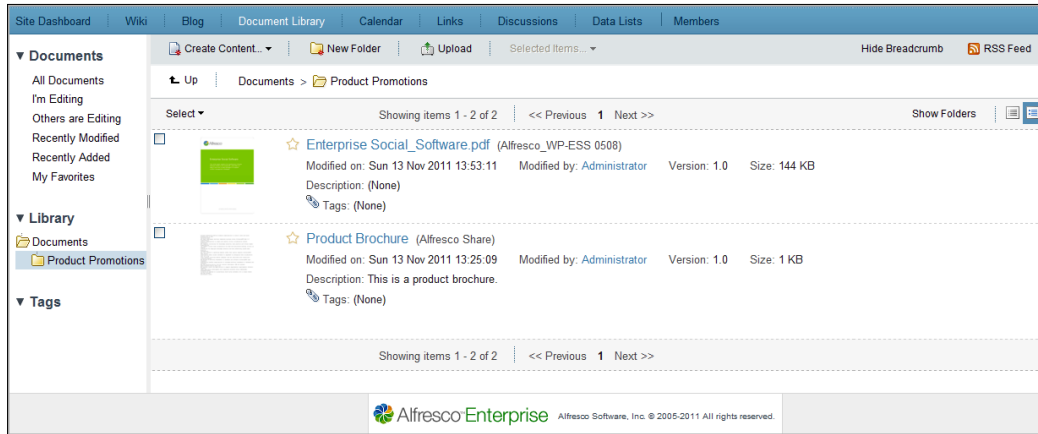 Site Dashboard Wiki Blog Document Library Calendar Links Discussions Data Lists Members
Documents
All Documents
I'm Editing
Others are Editing
Recently Modified
Recently Added
My Favorites
Library
Documents
Product Promotions
Tags
Create Content... New Folder Upload Selected Items... Hide Breadcrumb RSS Feed
Up Documents > Product Promotions
Select Showing items 1 - 2 of 2 << Previous 1 Next >> Show Folders
Enterprise Social_Software.pdf (Alfresco_WP-ESS 0508)
Modified on: Sun 13 Nov 2011 13:53:11 Modified by: Administrator Version: 1.0 Size: 144 KB
Description: (None)
Tags: (None)
Product Brochure (Alfresco Share)
Modified on: Sun 13 Nov 2011 13:25:09 Modified by: Administrator Version: 1.0 Size: 1 KB
Description: This is a product brochure.
Tags: (None)
Showing items 1 - 2 of 2 << Previous 1 Next >>
Alfresco Enterprise Alfresco Software, Inc. © 2005-2011 All rights reserved.